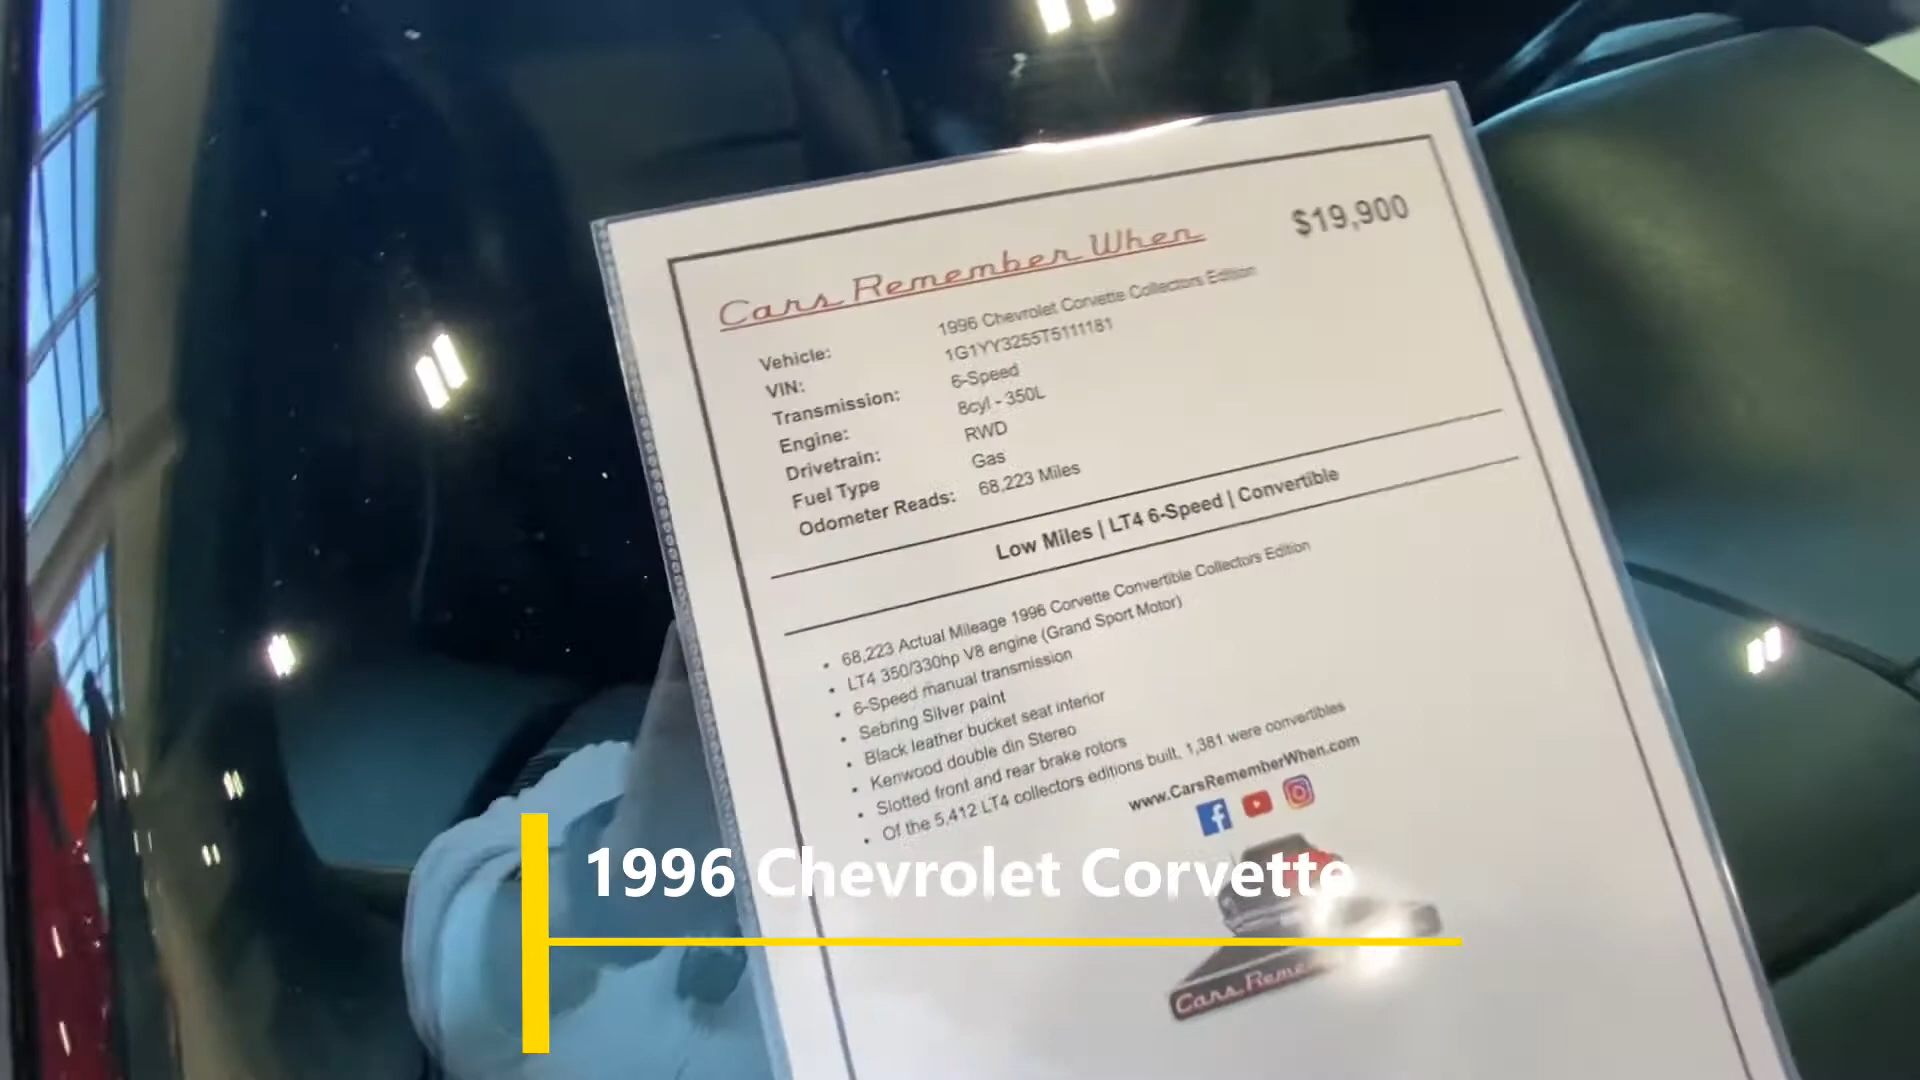 $19,900
Cars Remember When
Vehicle: 1996 Chevrolet Corvette Collectors Edition
VIN: 1G1YY3255T5111181
Transmission: 6-Speed
Engine: 8cyl - 350L
Drivetrain: RWD
Fuel Type Gas
Odometer Reads: 68,223 Miles
Low Miles | LT4 6-Speed | Convertible
• 68,223 Actual Mileage 1996 Corvette Convertible Collectors Edition
• LT4 350/330hp V8 engine (Grand Sport Motor)
• 6-Speed manual transmission
• Sebring Silver paint
• Black leather bucket seat interior
• Kenwood double din Stereo
• Slotted front and rear brake rotors
• Of the 5,412 LT4 collectors editions built, 1,381 were convertibles
www.CarsRememberWhen.com
1996 Chevrolet Corvette
Cars